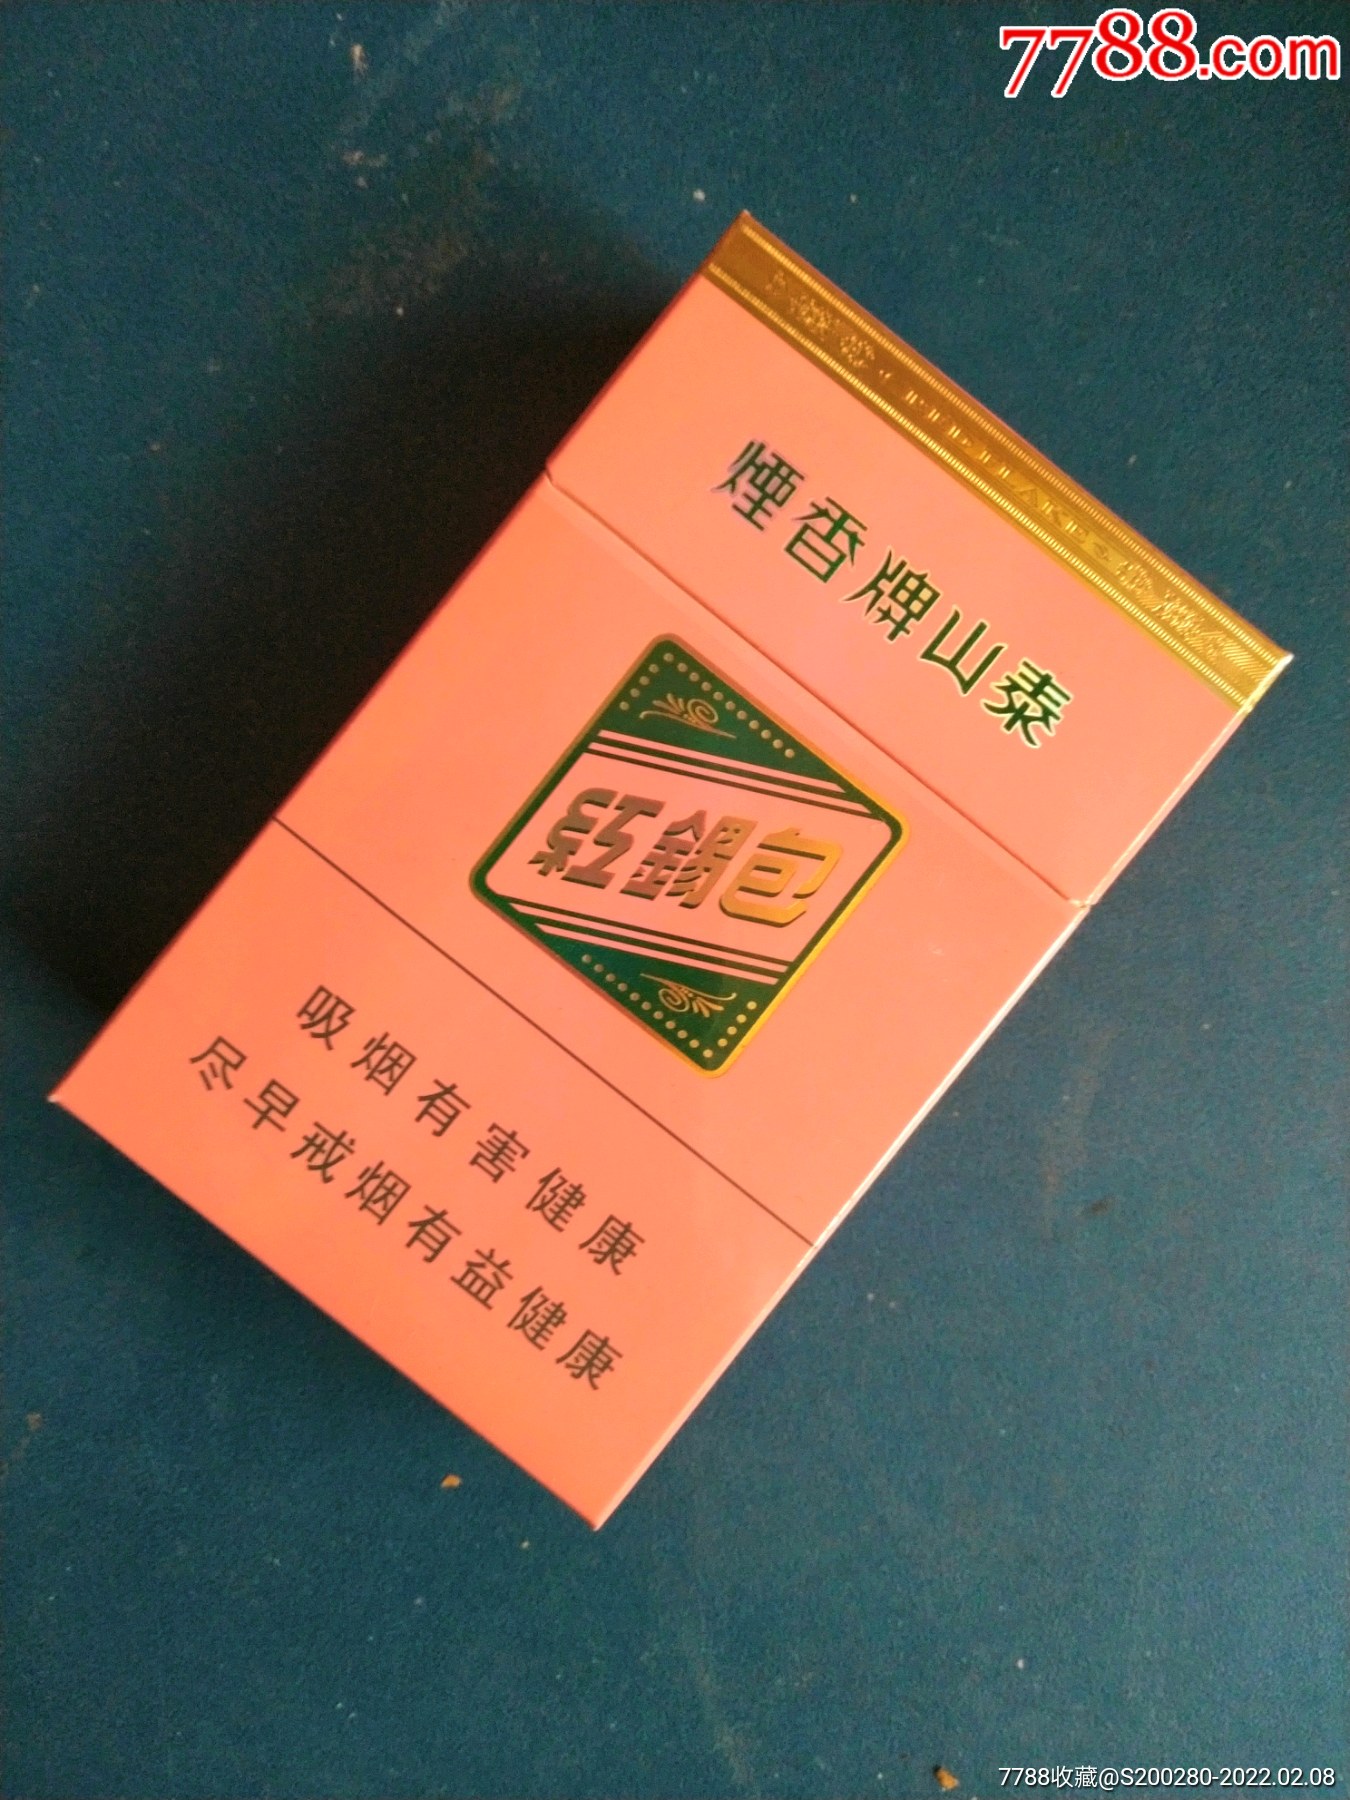 7788.com
PEDILAKES
煙香牌山泰
紅錫包
吸烟有害健康
尽早戒烟有益健康
7788收藏@S200280-2022.02.08